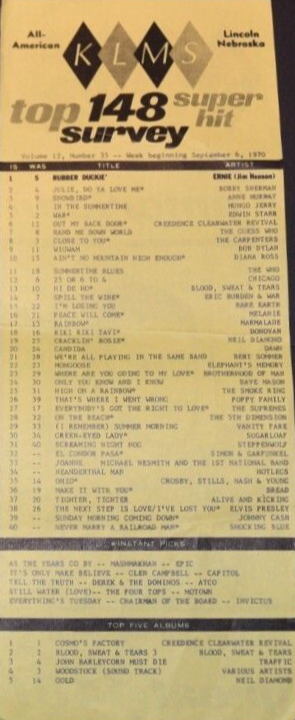 All-
American
KLMS
Lincoln
Nebraska
top 148 super
hit
survey
Volume 12, Number 35 -- Week beginning September 6, 1970
IS WAS TITLE ARTIST
1 5 RUBBER DUCKIE* ERNIE (Jim Henson)
2 4 JULIE, DO YA LOVE ME* BOBBY SHERMAN
3 9 SNOWBIRD* ANNE MURRAY
4 1 IN THE SUMMERTIME MUNGO JERRY
5 2 WAR* EDWIN STARR
6 11 OUT MY BACK DOOR* CREEDENCE CLEARWATER REVIVAL
7 8 HAND ME DOWN WORLD THE GUESS WHO
8 3 CLOSE TO YOU* THE CARPENTERS
9 11 WIGWAM BOB DYLAN
10 15 AIN'T NO MOUNTAIN HIGH ENOUGH* DIANA ROSS
11 18 SUMMERTIME BLUES THE WHO
12 6 25 OR 6 TO 4 CHICAGO
13 10 HI DE HO* BLOOD, SWEAT & TEARS
14 7 SPILL THE WINE* ERIC BURDEN & WAR
15 22 I'M LOSING YOU RARE EARTH
16 21 PEACE WILL COME* MELANIE
17 13 RAINBOW* MARMALADE
18 16 RIKI TIKI TAVI* DONOVAN
19 23 CRACKLIN' ROSIE* NEIL DIAMOND
20 24 CANDIDA DAWN
21 28 WE'RE ALL PLAYING IN THE SAME BAND BERT SOMMER
22 25 MONGOOSE ELEPHANT'S MEMORY
23 29 WHERE ARE YOU GOING TO MY LOVE* BROTHERHOOD OF MAN
24 30 ONLY YOU KNOW AND I KNOW DAVE MASON
25 31 HIGH ON A RAINBOW* THE SMOKE RING
26 39 THAT'S WHERE I WENT WRONG POPPY FAMILY
27 17 EVERYBODY'S GOT THE RIGHT TO LOVE* THE SUPREMES
28 32 ON THE BEACH* THE 5TH DIMENSION
29 33 (I REMEMBER) SUMMER MORNING VANITY FARE
30 36 GREEN-EYED LADY* SUGARLOAF
31 40 SCREAMING NIGHT HOG STEPPENWOLF
-- EL CONDOR PASA* SIMON & GARFUNKEL
-- JOANNE MICHAEL NESMITH AND THE 1ST NATIONAL BAND
-- NEANDERTHAL MAN HOTLEGS
35 14 OHIO* CROSBY, STILLS, NASH & YOUNG
36 19 MAKE IT WITH YOU* BREAD
37 20 TIGHTER, TIGHTER ALIVE AND KICKING
38 26 THE NEXT STEP IS LOVE/I'VE LOST YOU* ELVIS PRESLEY
39 -- SUNDAY MORNING COMING DOWN* JOHNNY CASH
40 -- NEVER MARRY A RAILROAD MAN* SHOCKING BLUE
INSTANT PICKS
AS THE YEARS GO BY -- MASHMAKHAN -- EPIC
IT'S ONLY MAKE BELIEVE -- GLEN CAMPBELL -- CAPITOL
TELL THE TRUTH -- DEREK & THE DOMINOS -- ATCO
STILL WATER (LOVE)-- THE FOUR TOPS -- MOTOWN
EVERYTHING'S TUESDAY -- CHAIRMAN OF THE BOARD -- INVICTUS
TOP FIVE ALBUMS
1 1 COSMO'S FACTORY CREEDENCE CLEARWATER REVIVAL
2 2 BLOOD, SWEAT & TEARS 3 BLOOD, SWEAT & TEARS
3 4 JOHN BARLEYCORN MUST DIE TRAFFIC
4 3 WOODSTOCK (SOUND TRACK) VARIOUS ARTISTS
5 14 GOLD NEIL DIAMOND